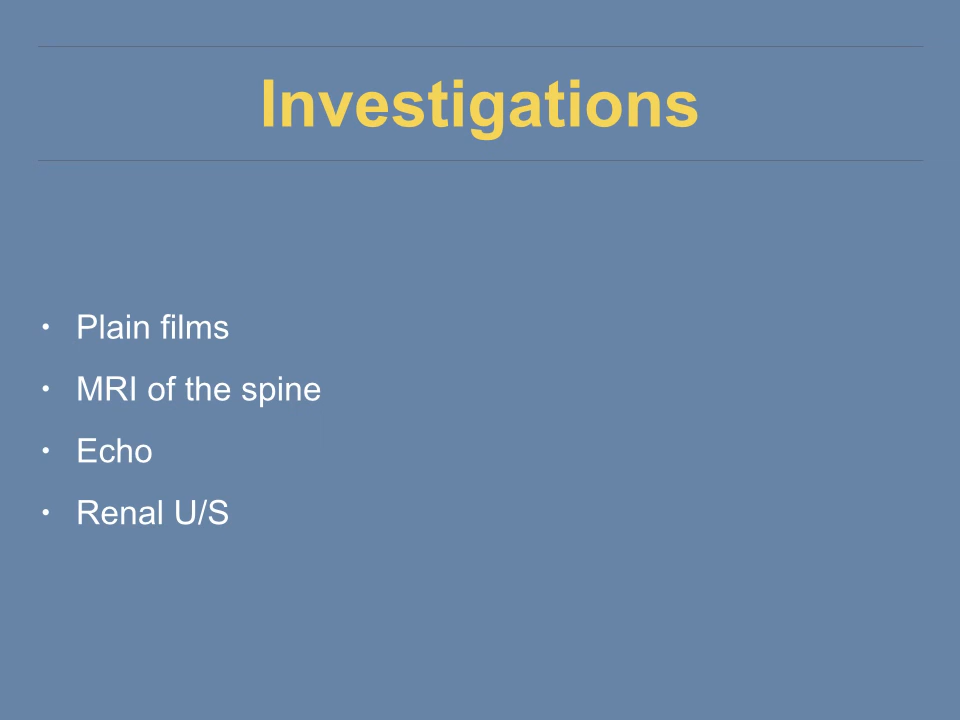 Investigations
• Plain films
• MRI of the spine
• Echo
• Renal U/S